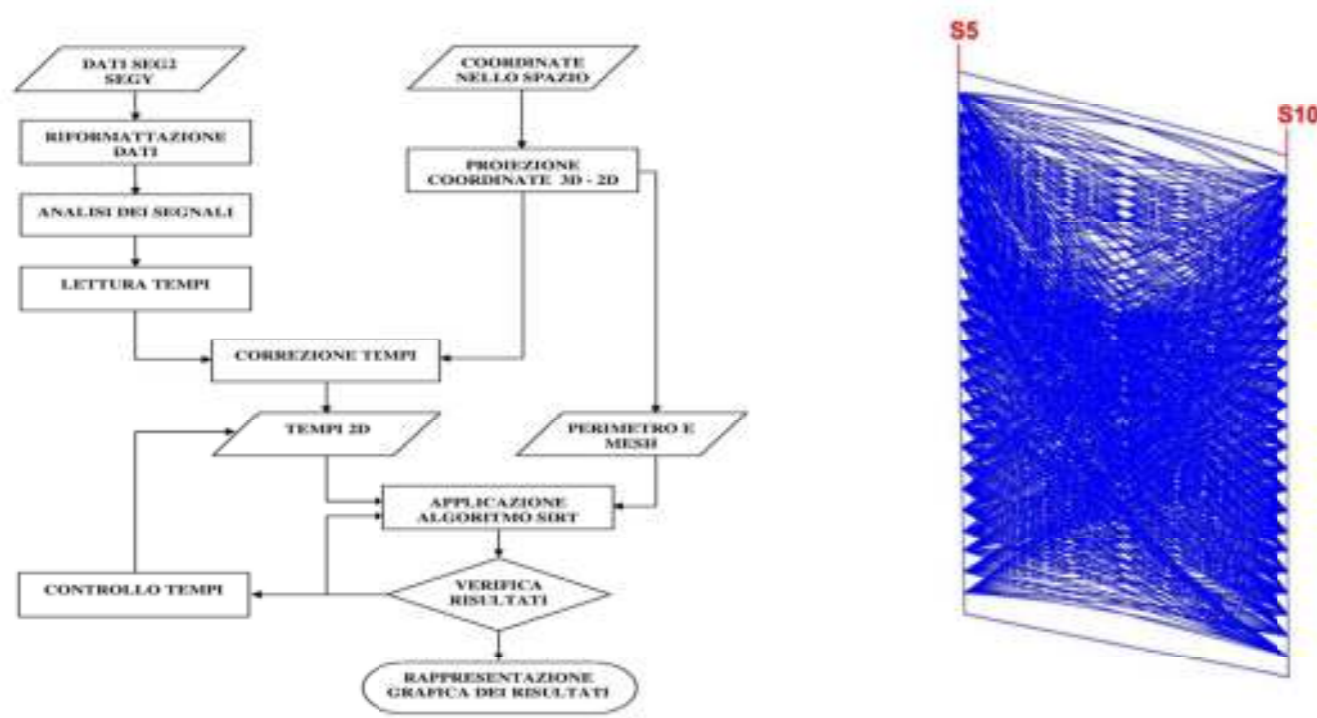 DATI SEG2
SEGY
RIFORMATTAZIONE
DATI
ANALISI DEI SEGNALI
LETTURA TEMPI
COORDINATE
NELLO SPAZIO
PROIEZIONE
COORDINATE 3D - 2D
CORREZIONE TEMPI
TEMPI 2D
PERIMETRO E
MESH
APPLICAZIONE
ALGORITMO SIRT
CONTROLLO TEMPI
VERIFICA
RISULTATI
RAPPRESENTAZIONE
GRAFICA DEI RISULTATI
S5
S10